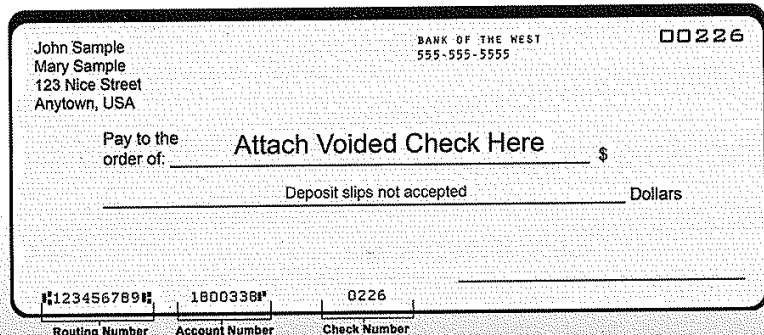 John Sample
Mary Sample
123 Nice Street
Anytown, USA
BANK OF THE WEST
555-555-5555
00226
Pay to the
order of:
Attach Voided Check Here
$
Deposit slips not accepted
Dollars
⑆123456789⑆ 1800338⑈ 0226
Routing Number Account Number Check Number